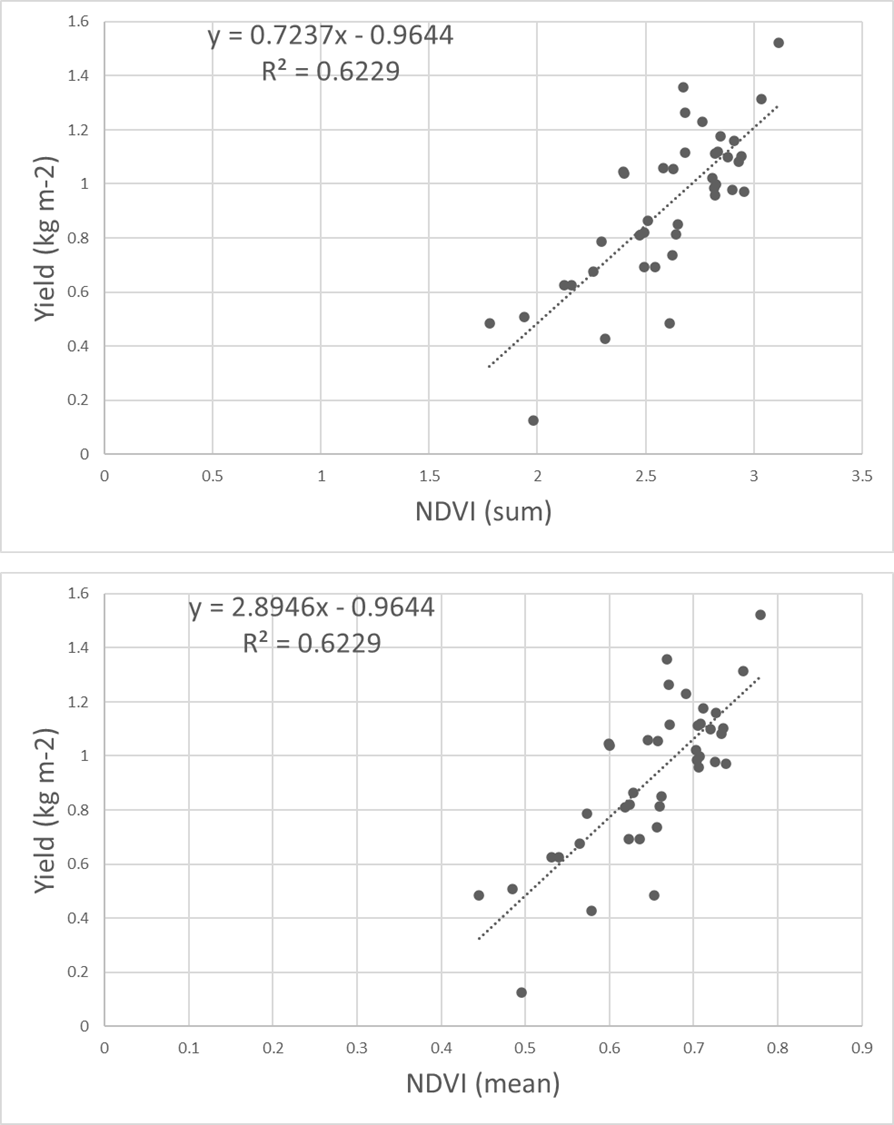 y = 0.7237x - 0.9644
R² = 0.6229
1.6
1.4
1.2
1
0.8
0.6
0.4
0.2
0
Yield (kg m-2)
0 0.5 1 1.5 2 2.5 3 3.5
NDVI (sum)
y = 2.8946x - 0.9644
R² = 0.6229
1.6
1.4
1.2
1
0.8
0.6
0.4
0.2
0
Yield (kg m-2)
0 0.1 0.2 0.3 0.4 0.5 0.6 0.7 0.8 0.9
NDVI (mean)